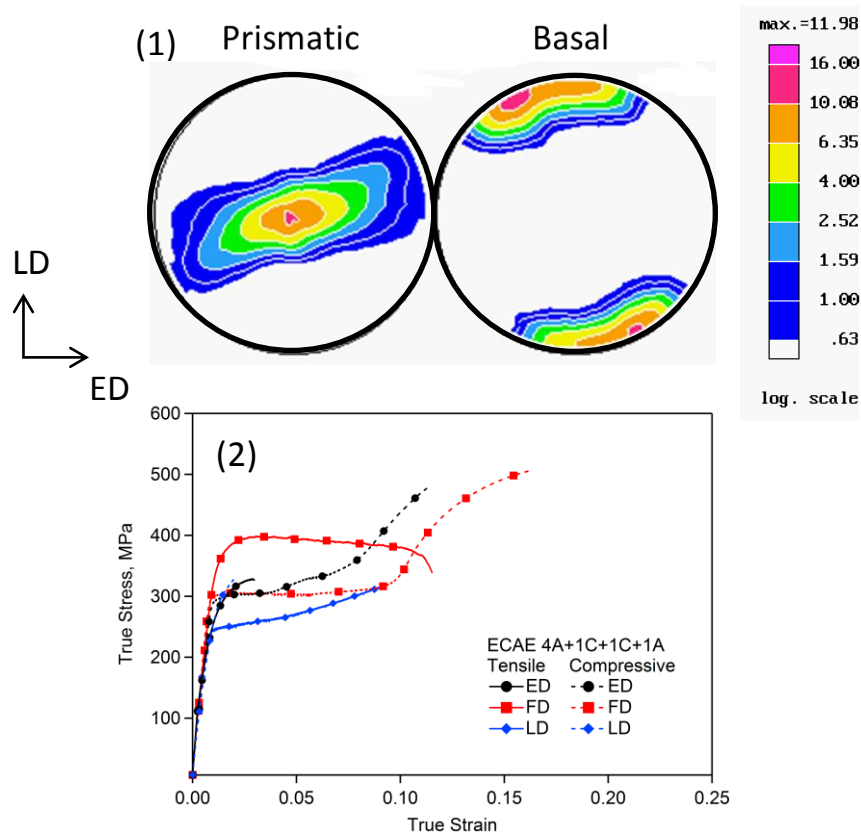 (1) Prismatic Basal
max.=11.98
16.00
10.08
6.35
4.00
2.52
1.59
1.00
.63
log. scale
LD
ED
(2)
600
500
400
300
200
100
True Stress, MPa
0.00 0.05 0.10 0.15 0.20 0.25
True Strain
ECAE 4A+1C+1C+1A
Tensile Compressive
ED ED
FD FD
LD LD